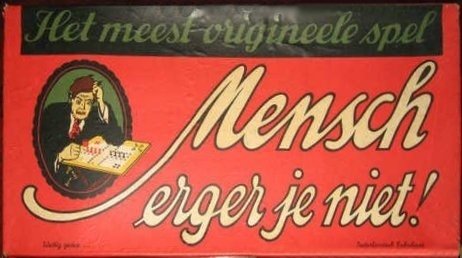 Het meest origineele spel
Mensch
erger je niet!